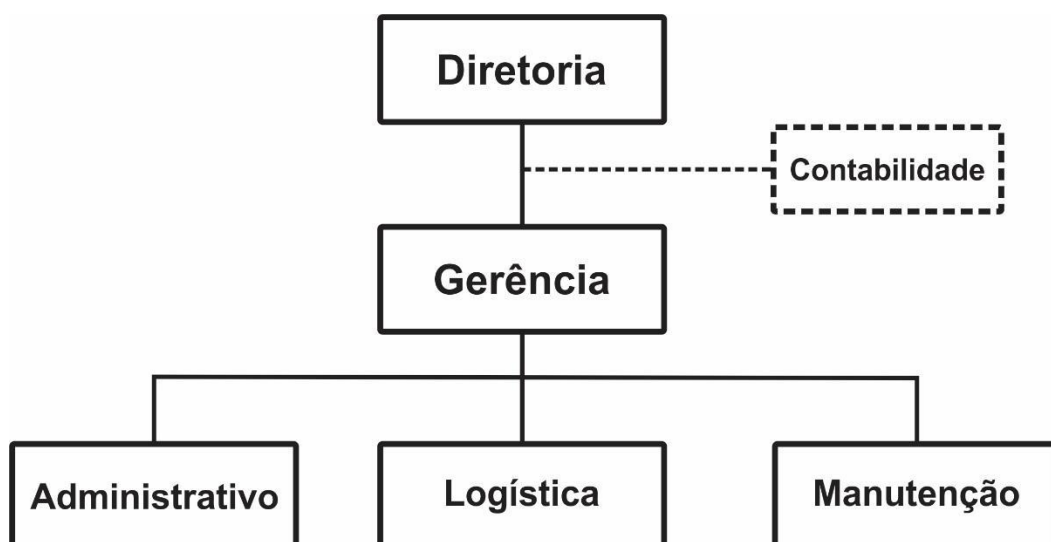 Diretoria
Contabilidade
Gerência
Administrativo
Logística
Manutenção